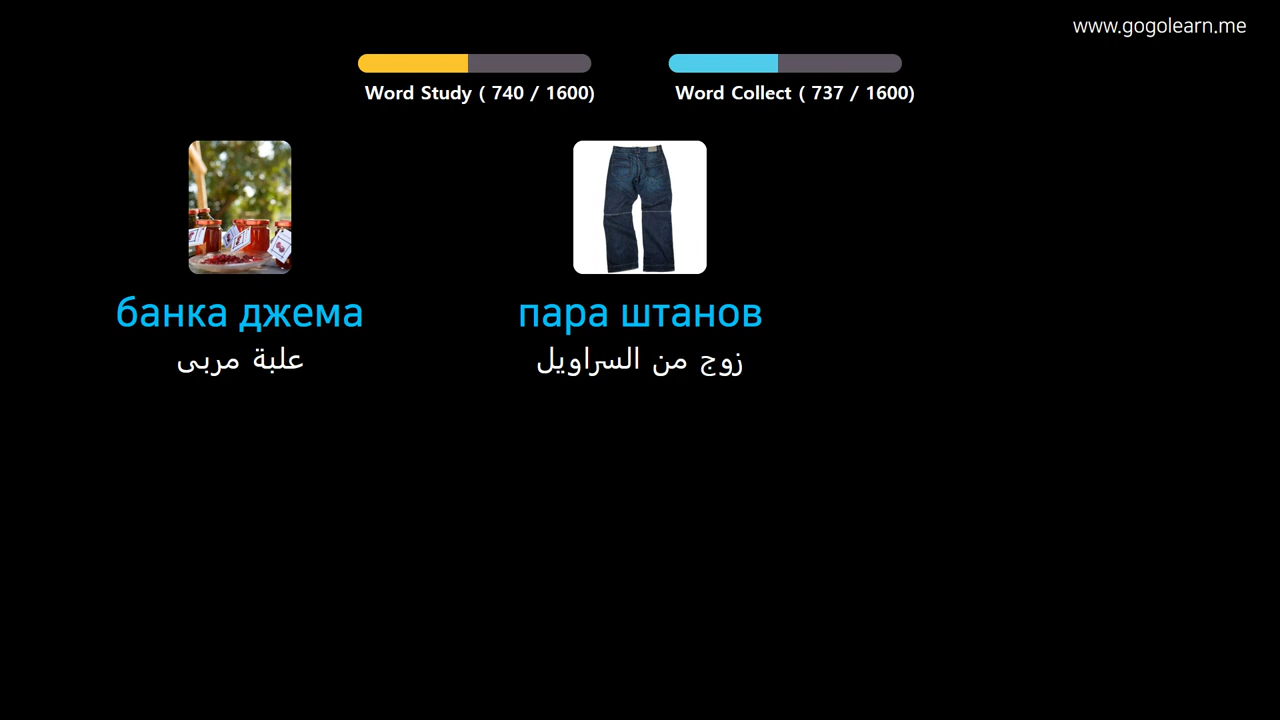 www.gogolearn.me
Word Study ( 740 / 1600)
Word Collect ( 737 / 1600)
банка джема
علبة مربى
пара штанов
زوج من السراويل